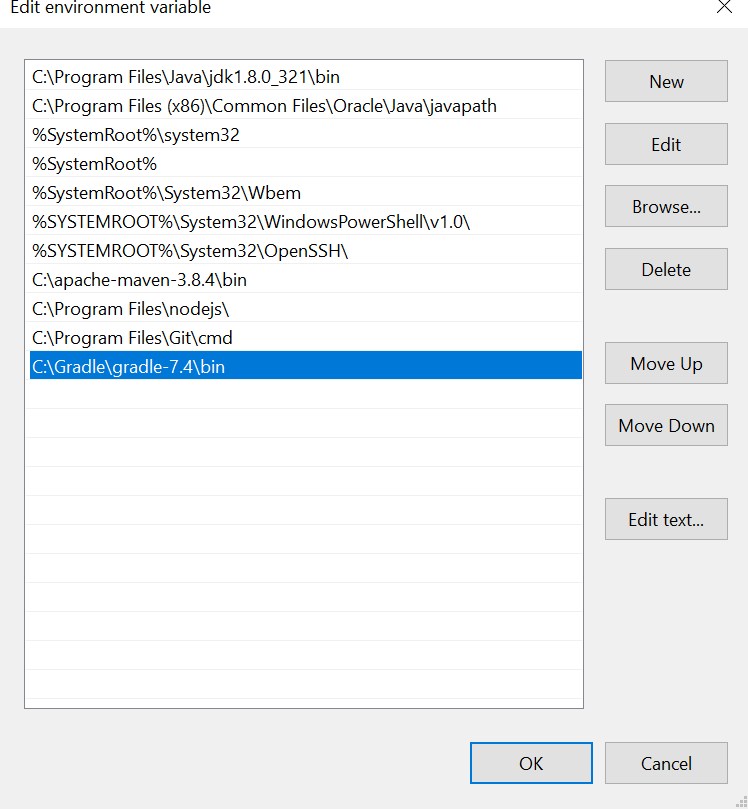 Edit environment variable
C:\Program Files\Java\jdk1.8.0_321\bin
C:\Program Files (x86)\Common Files\Oracle\Java\javapath
%SystemRoot%\system32
%SystemRoot%
%SystemRoot%\System32\Wbem
%SYSTEMROOT%\System32\WindowsPowerShell\v1.0\
%SYSTEMROOT%\System32\OpenSSH\
C:\apache-maven-3.8.4\bin
C:\Program Files\nodejs\
C:\Program Files\Git\cmd
C:\Gradle\gradle-7.4\bin
New
Edit
Browse...
Delete
Move Up
Move Down
Edit text...
OK
Cancel